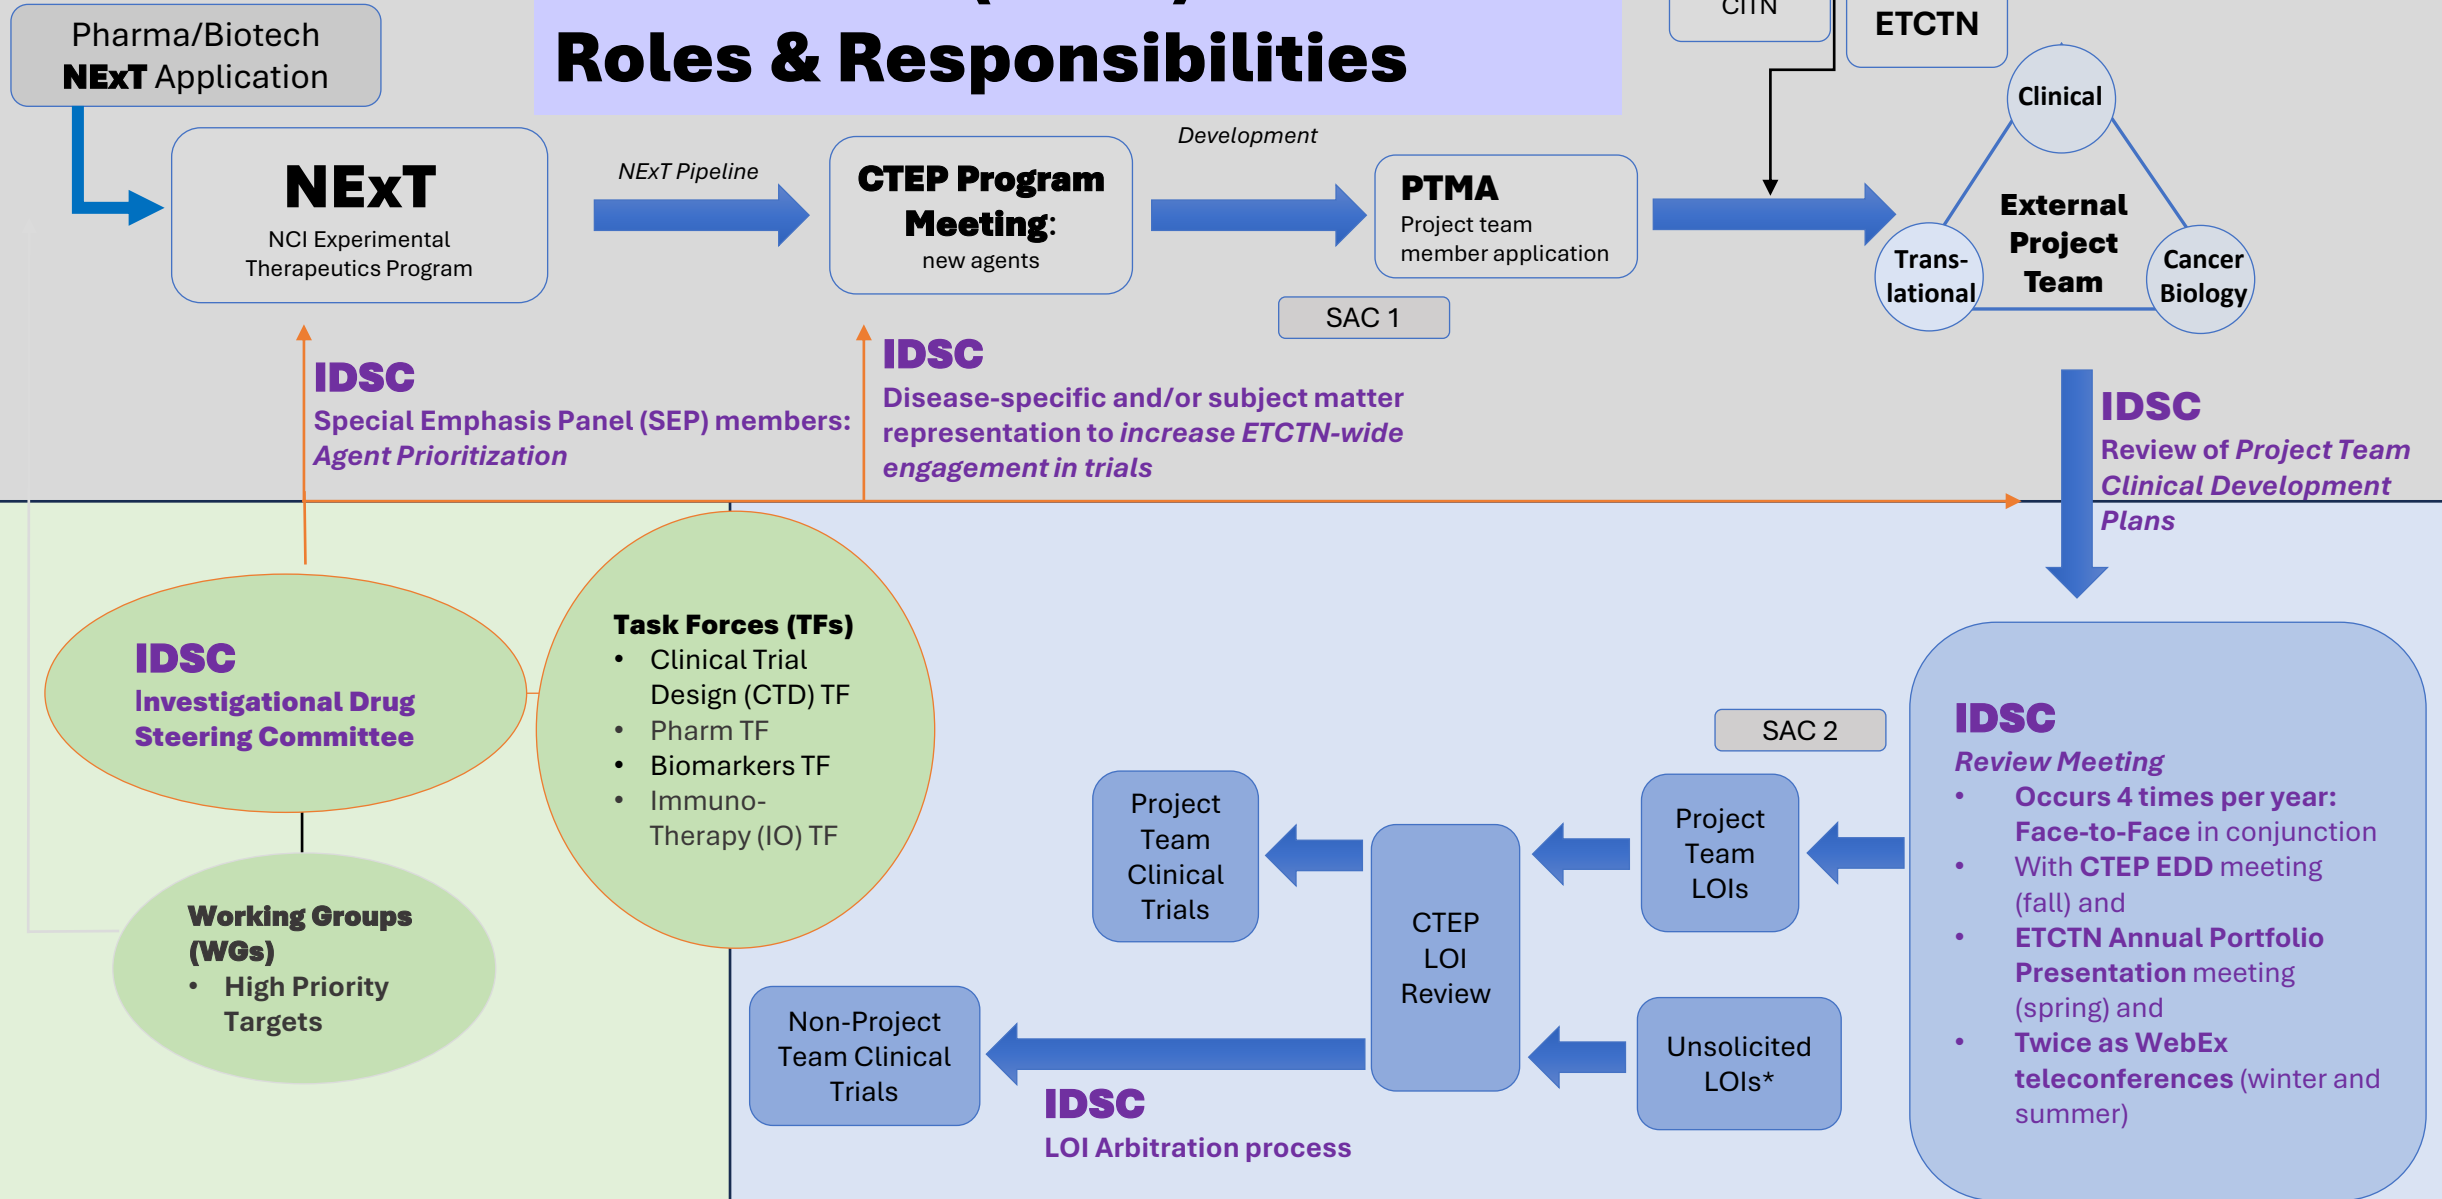 CITN
ETCTN
Pharma/Biotech
NExT Application
Roles & Responsibilities
NExT
NCI Experimental
Therapeutics Program
NExT Pipeline
CTEP Program
Meeting:
new agents
Development
PTMA
Project team
member application
SAC 1
Clinical
External
Project
Team
Trans-
lational
Cancer
Biology
IDSC
Special Emphasis Panel (SEP) members:
Agent Prioritization
IDSC
Disease-specific and/or subject matter
representation to increase ETCTN-wide
engagement in trials
IDSC
Review of Project Team
Clinical Development
Plans
IDSC
Investigational Drug
Steering Committee
Task Forces (TFs)
• Clinical Trial
Design (CTD) TF
• Pharm TF
• Biomarkers TF
• Immuno-
Therapy (IO) TF
Working Groups
(WGs)
• High Priority
Targets
Project
Team
Clinical
Trials
Non-Project
Team Clinical
Trials
IDSC
LOI Arbitration process
CTEP
LOI
Review
SAC 2
Project
Team
LOIs
Unsolicited
LOIs*
IDSC
Review Meeting
• Occurs 4 times per year:
Face-to-Face in conjunction
• With CTEP EDD meeting
(fall) and
• ETCTN Annual Portfolio
Presentation meeting
(spring) and
• Twice as WebEx
teleconferences (winter and
summer)